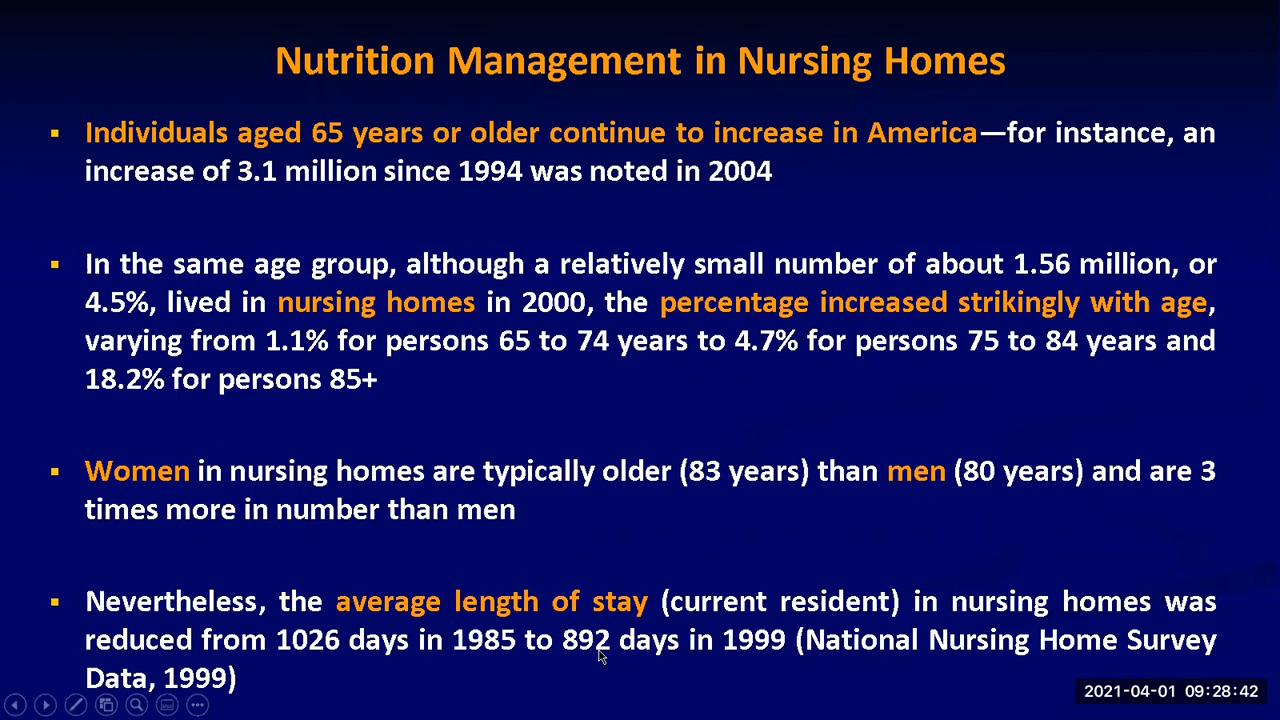 Nutrition Management in Nursing Homes
▪ Individuals aged 65 years or older continue to increase in America—for instance, an
increase of 3.1 million since 1994 was noted in 2004
▪ In the same age group, although a relatively small number of about 1.56 million, or
4.5%, lived in nursing homes in 2000, the percentage increased strikingly with age,
varying from 1.1% for persons 65 to 74 years to 4.7% for persons 75 to 84 years and
18.2% for persons 85+
▪ Women in nursing homes are typically older (83 years) than men (80 years) and are 3
times more in number than men
▪ Nevertheless, the average length of stay (current resident) in nursing homes was
reduced from 1026 days in 1985 to 892 days in 1999 (National Nursing Home Survey
Data, 1999)
2021-04-01 09:28:42